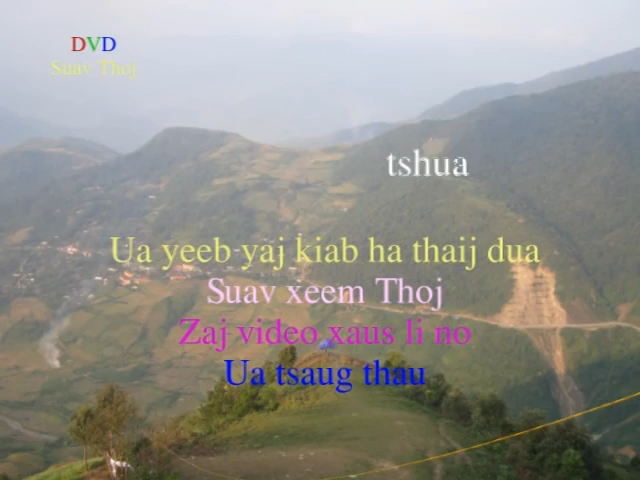 DVD
Suav Thoj
tshua
Ua yeeb yaj kiab ha thaij dua
Suav xeem Thoj
Zaj video xaus li no
Ua tsaug thau